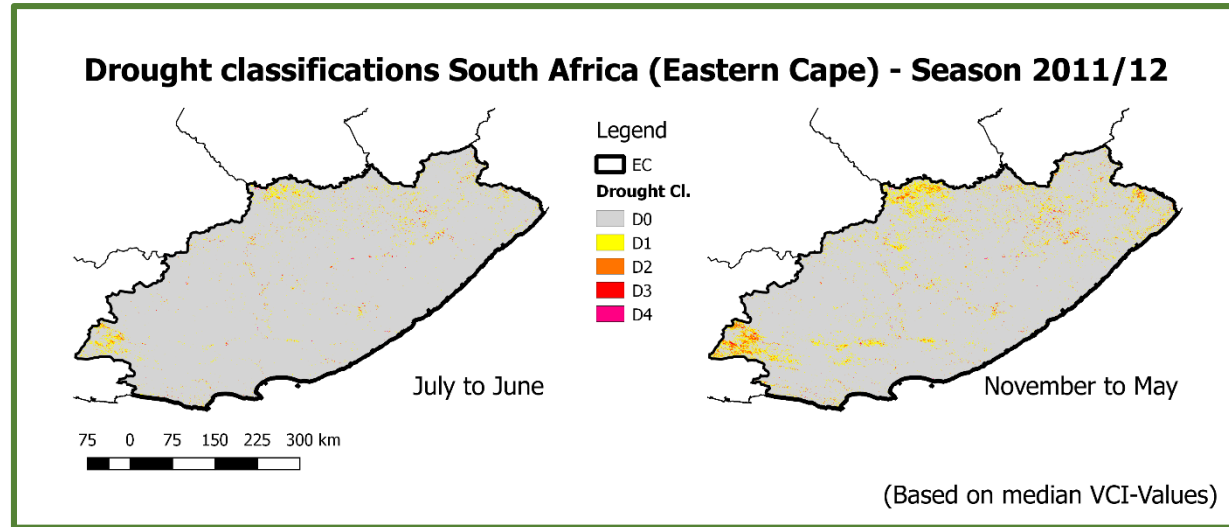 Drought classifications South Africa (Eastern Cape) - Season 2011/12
Legend
EC
Drought Cl.
D0
D1
D2
D3
D4
July to June
November to May
75 0 75 150 225 300 km
(Based on median VCI-Values)